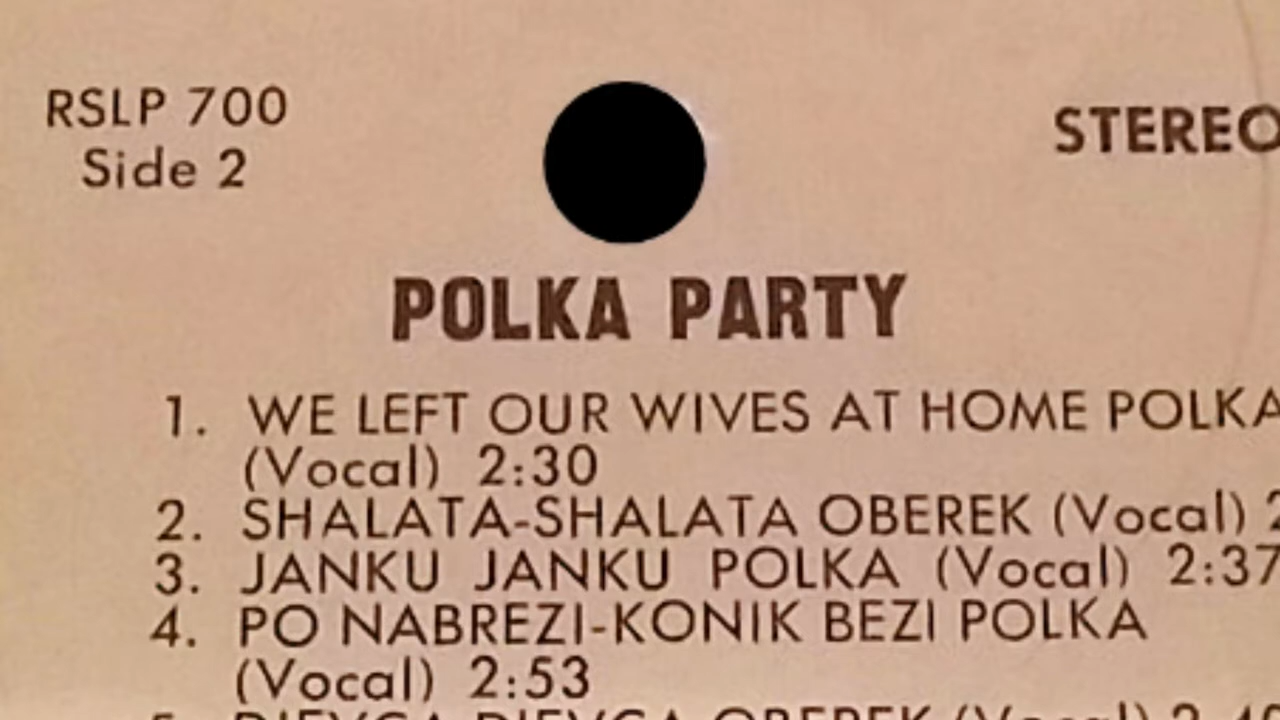 RSLP 700
Side 2
STEREO
POLKA PARTY
1. WE LEFT OUR WIVES AT HOME POLKA
(Vocal) 2:30
2. SHALATA-SHALATA OBEREK (Vocal)
3. JANKU JANKU POLKA (Vocal) 2:37
4. PO NABREZI-KONIK BEZI POLKA
(Vocal) 2:53
OBEREK (Vocal)